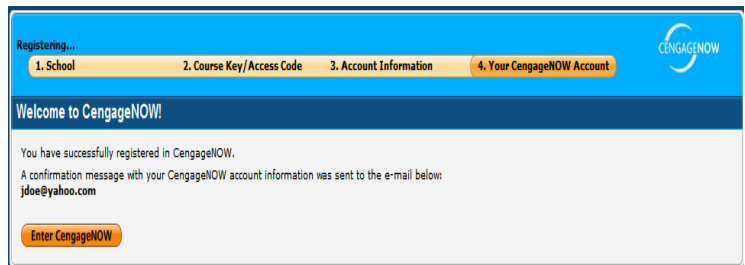 Registering...
CENGAGENOW
1. School 2. Course Key/Access Code 3. Account Information 4. Your CengageNOW Account
Welcome to CengageNOW!
You have successfully registered in CengageNOW.
A confirmation message with your CengageNOW account information was sent to the e-mail below:
jdoe@yahoo.com
Enter CengageNOW